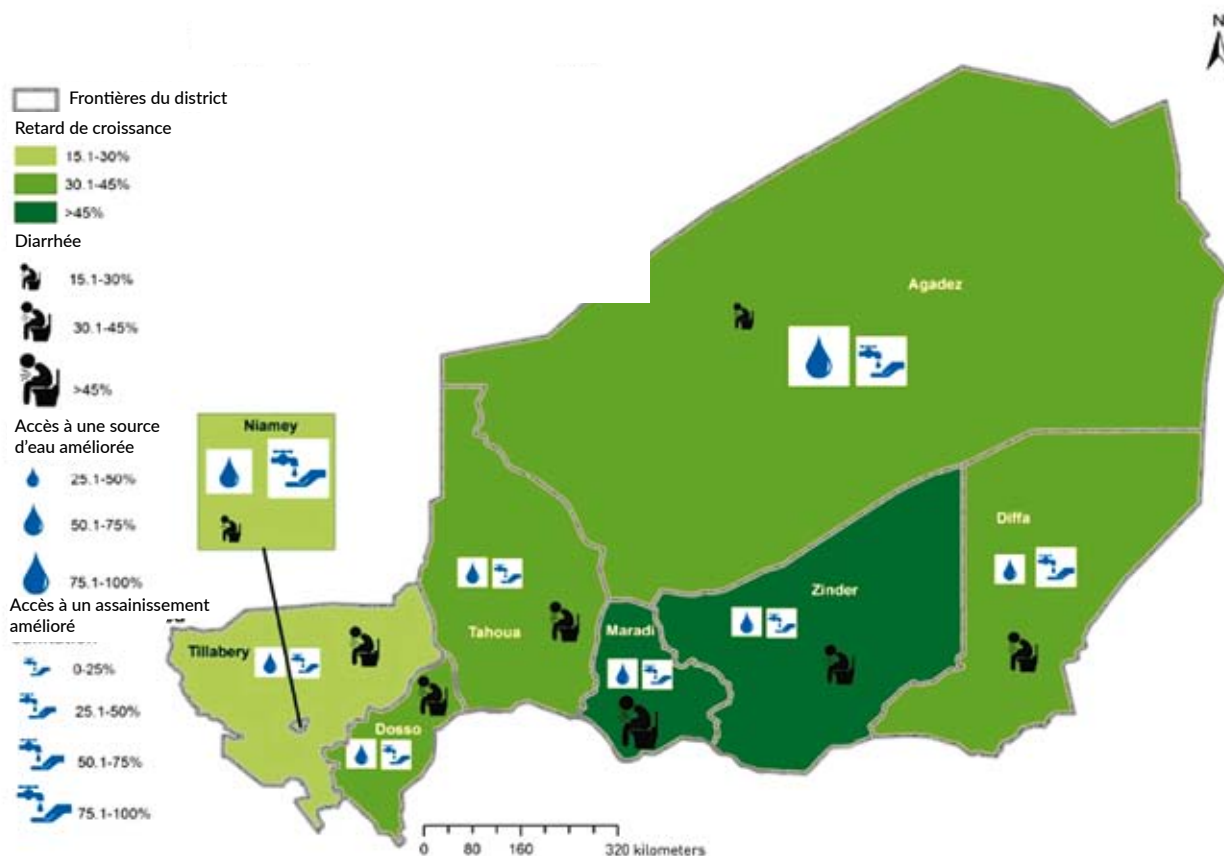 N
Frontières du district
Retard de croissance
15.1-30%
30.1-45%
>45%
Diarrhée
15.1-30%
30.1-45%
>45%
Accès à une source
d'eau améliorée
25.1-50%
50.1-75%
75.1-100%
Accès à un assainissement
amélioré
0-25%
25.1-50%
50.1-75%
75.1-100%
Agadez
Niamey
Diffa
Zinder
Tahoua
Maradi
Tillabery
Dosso
0 80 160 320 kilometers